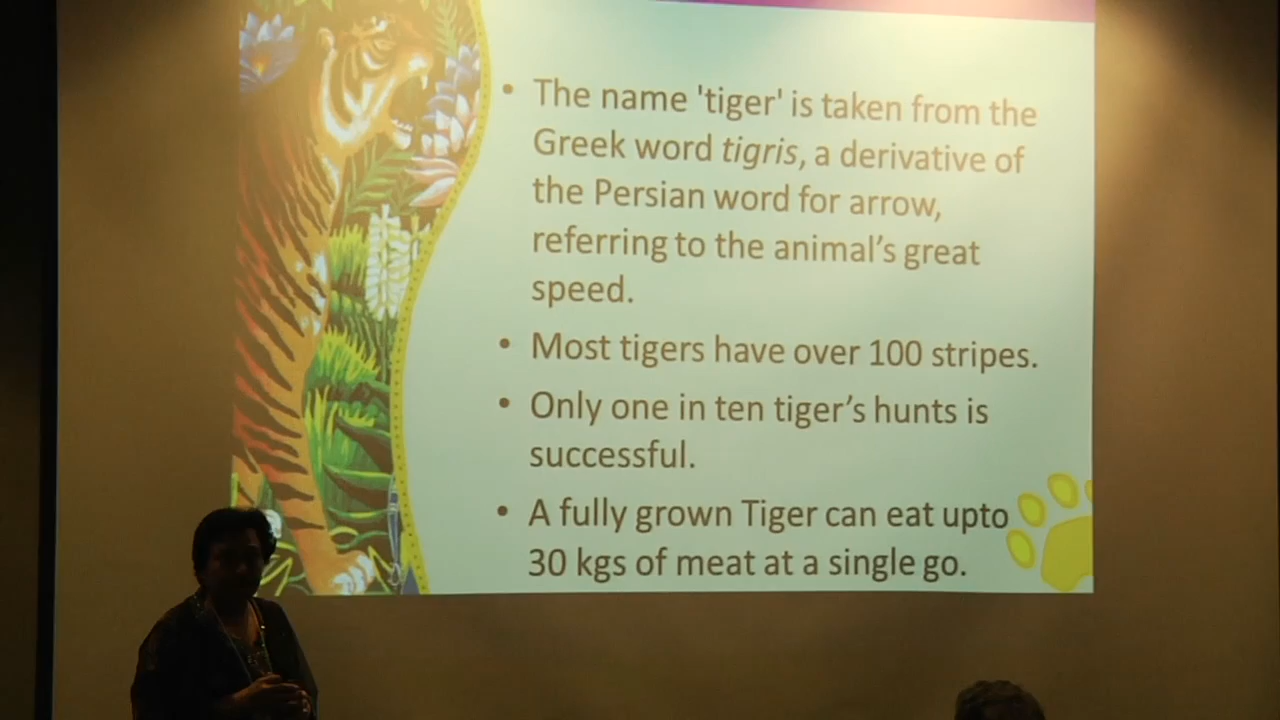 • The name 'tiger' is taken from the
Greek word tigris, a derivative of
the Persian word for arrow,
referring to the animal’s great
speed.
• Most tigers have over 100 stripes.
• Only one in ten tiger’s hunts is
successful.
• A fully grown Tiger can eat upto
30 kgs of meat at a single go.